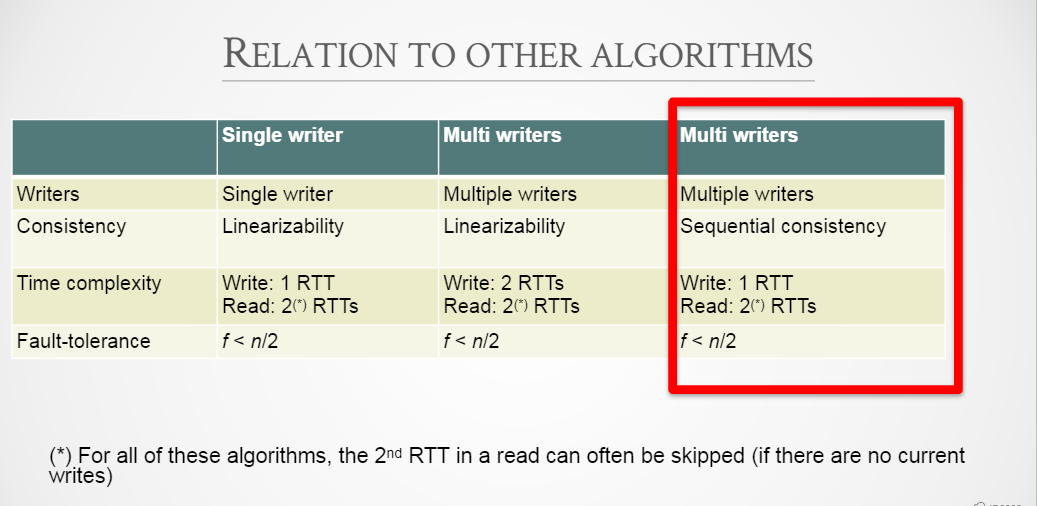 RELATION TO OTHER ALGORITHMS
Single writer Multi writers Multi writers
Writers Single writer Multiple writers Multiple writers
Consistency Linearizability Linearizability Sequential consistency
Time complexity Write: 1 RTT Write: 2 RTTs Write: 1 RTT
Read: 2(*) RTTs Read: 2(*) RTTs Read: 2(*) RTTs
Fault-tolerance f < n/2 f < n/2 f < n/2
(*) For all of these algorithms, the 2nd RTT in a read can often be skipped (if there are no current
writes)